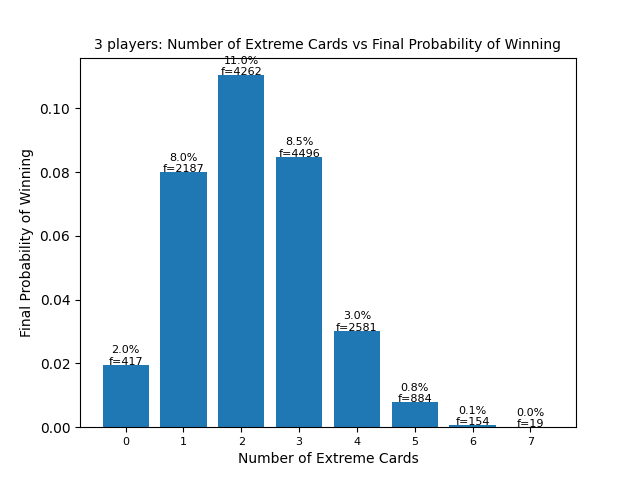 3 players: Number of Extreme Cards vs Final Probability of Winning
Final Probability of Winning
0.10
0.08
0.06
0.04
0.02
0.00
2.0%
f=417
8.0%
f=2187
11.0%
f=4262
8.5%
f=4496
3.0%
f=2581
0.8%
f=884
0.1%
f=154
0.0%
f=19
0 1 2 3 4 5 6 7
Number of Extreme Cards